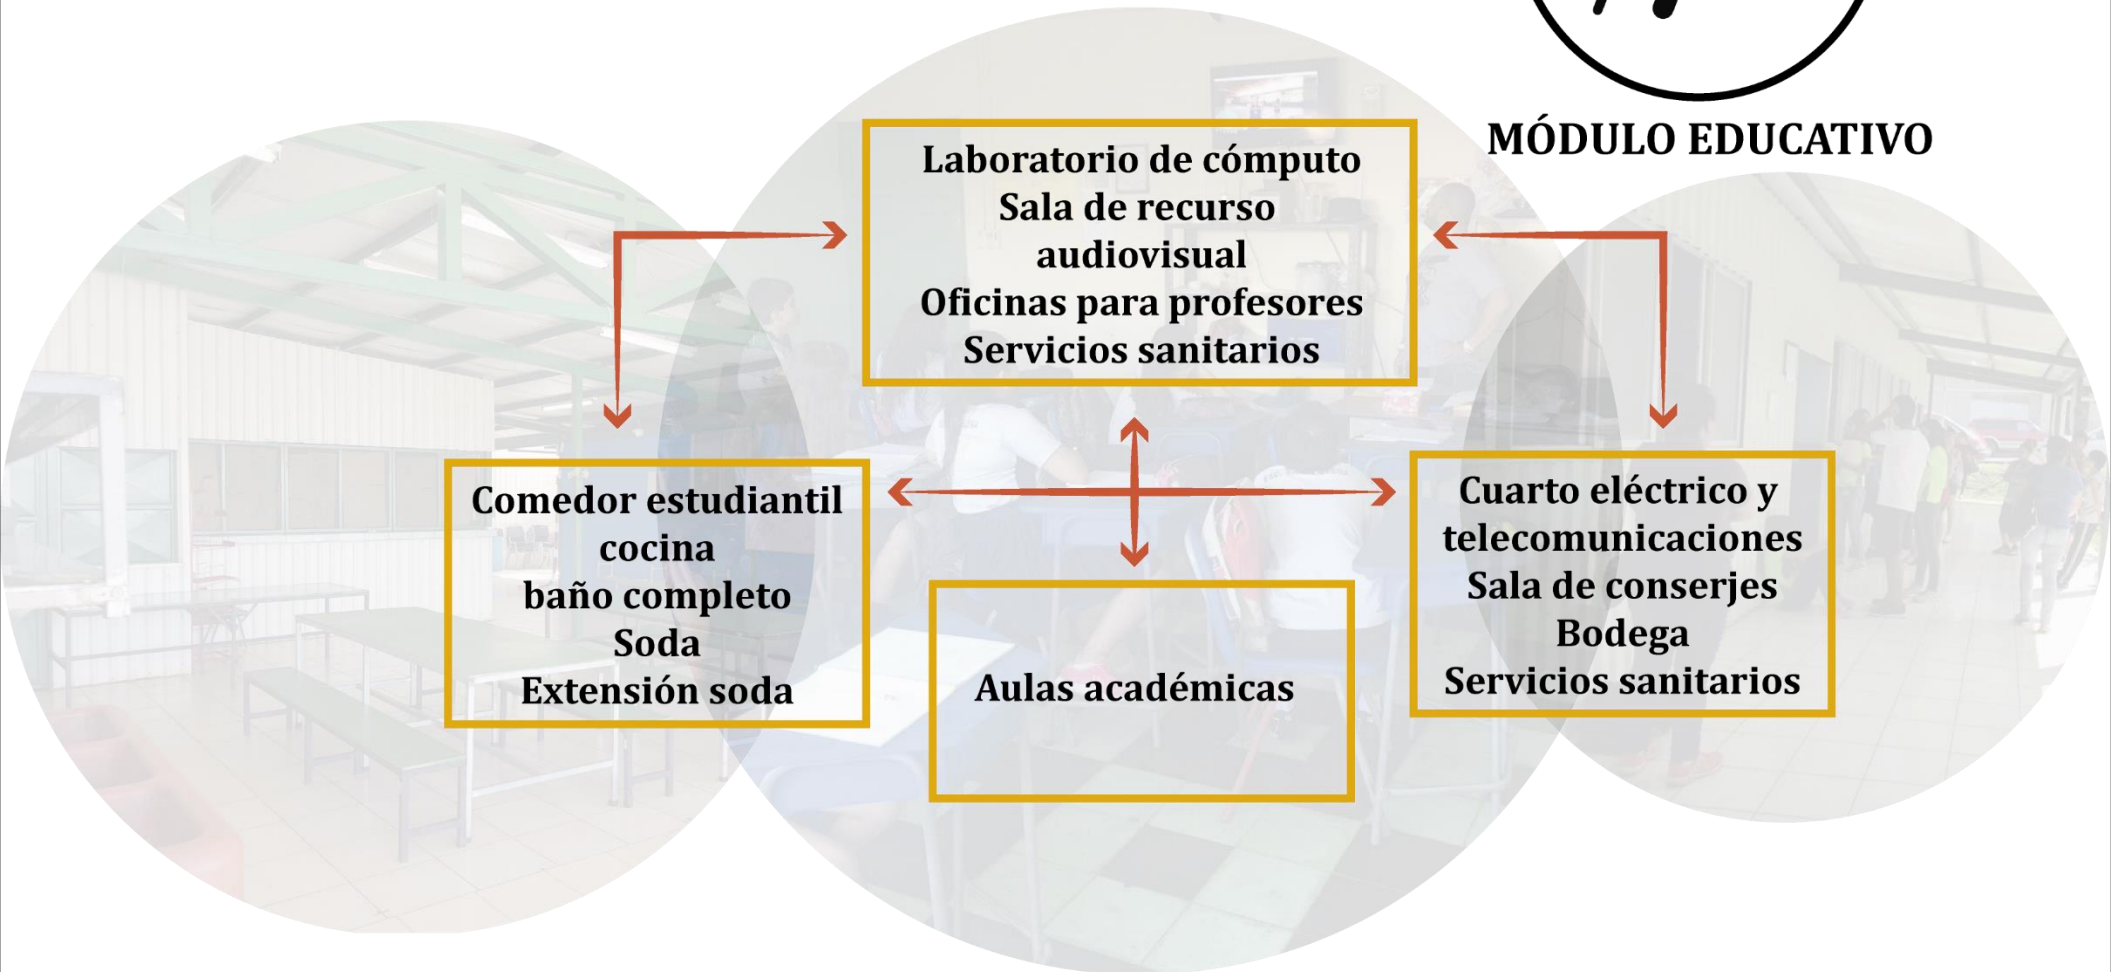 MÓDULO EDUCATIVO
Laboratorio de cómputo
Sala de recurso
audiovisual
Oficinas para profesores
Servicios sanitarios
Comedor estudiantil
cocina
baño completo
Soda
Extensión soda
Aulas académicas
Cuarto eléctrico y
telecomunicaciones
Sala de conserjes
Bodega
Servicios sanitarios